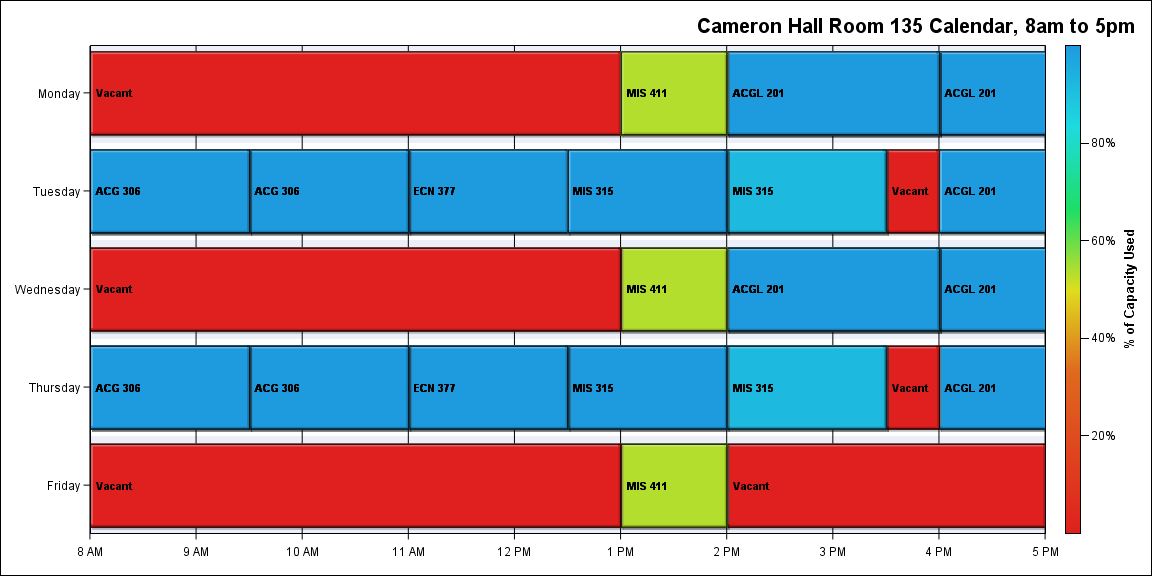 Cameron Hall Room 135 Calendar, 8am to 5pm
Monday
Vacant
MIS 411
ACGL 201
ACGL 201
Tuesday
ACG 306
ACG 306
ECN 377
MIS 315
MIS 315
Vacant
ACGL 201
Wednesday
Vacant
MIS 411
ACGL 201
ACGL 201
Thursday
ACG 306
ACG 306
ECN 377
MIS 315
MIS 315
Vacant
ACGL 201
Friday
Vacant
MIS 411
Vacant
8 AM
9 AM
10 AM
11 AM
12 PM
1 PM
2 PM
3 PM
4 PM
5 PM
80%
60%
40%
20%
% of Capacity Used